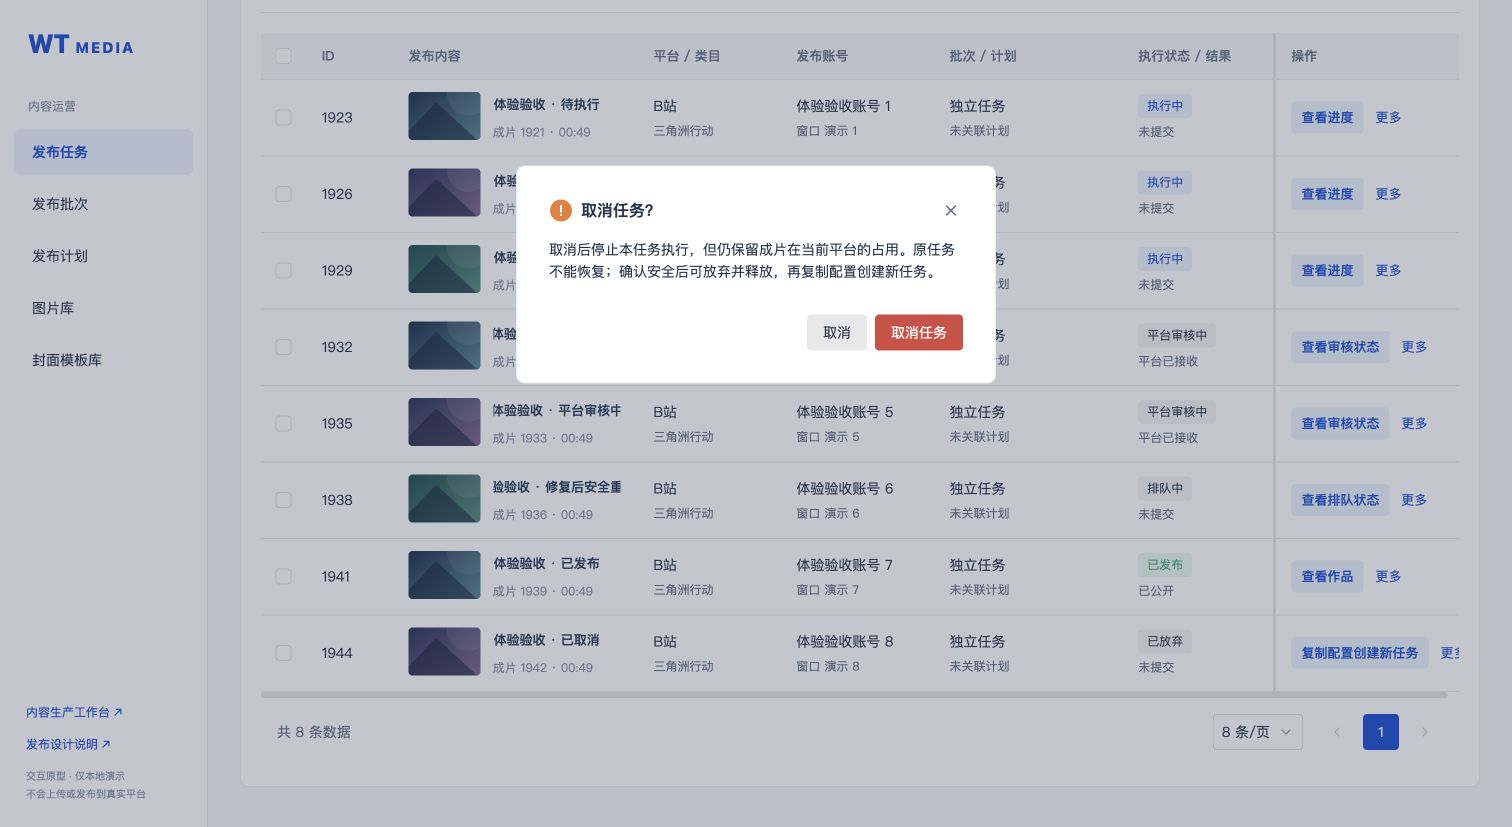 WT MEDIA
内容运营
发布任务
发布批次
发布计划
图片库
封面模板库
内容生产工作台
发布设计说明
交互原型 · 仅本地演示
不会上传或发布到真实平台
ID 发布内容 平台 / 类目 发布账号 批次 / 计划 执行状态 / 结果 操作
1923 体验验收 · 待执行 B站 体验验收账号 1 独立任务 执行中 查看进度 更多
成片 1921 · 00:49 三角洲行动 窗口 演示 1 未关联计划 未提交
1926 体验 务 执行中 查看进度 更多
成片 划 未提交
1929 体验 务 执行中 查看进度 更多
成片 划 未提交
1932 体验 务 平台审核中 查看审核状态 更多
成片 划 平台已接收
取消任务?
取消后停止本任务执行，但仍保留成片在当前平台的占用。原任务
不能恢复；确认安全后可放弃并释放，再复制配置创建新任务。
取消 取消任务
1935 体验验收 · 平台审核中 B站 体验验收账号 5 独立任务 平台审核中 查看审核状态 更多
成片 1933 · 00:49 三角洲行动 窗口 演示 5 未关联计划 平台已接收
1938 验验收 · 修复后安全重 B站 体验验收账号 6 独立任务 排队中 查看排队状态 更多
成片 1936 · 00:49 三角洲行动 窗口 演示 6 未关联计划 未提交
1941 体验验收 · 已发布 B站 体验验收账号 7 独立任务 已发布 查看作品 更多
成片 1939 · 00:49 三角洲行动 窗口 演示 7 未关联计划 已公开
1944 体验验收 · 已取消 B站 体验验收账号 8 独立任务 已放弃 复制配置创建新任务 更多
成片 1942 · 00:49 三角洲行动 窗口 演示 8 未关联计划 未提交
共 8 条数据 8 条/页 1